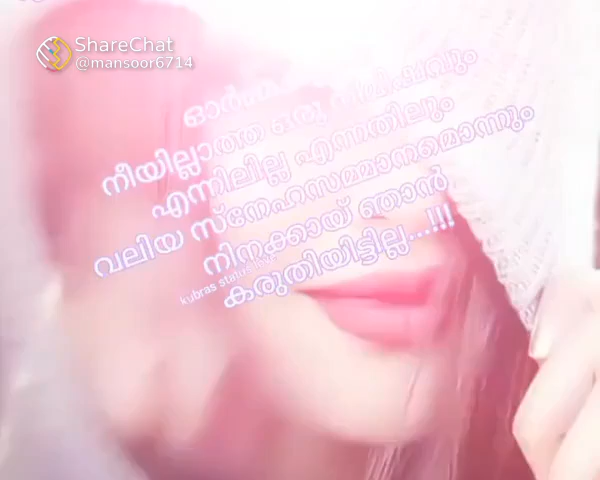 ShareChat
@mansoor6714
ഒരു നിമിഷവും
നീയില്ലാത്ത
എന്നിലില്ല എന്നതിലും
വലിയ സ്നേഹസമ്മാനമൊന്നും
നിനക്കായ് ഞാൻ
കരുതിയിട്ടില്ല...!!!
kubras status